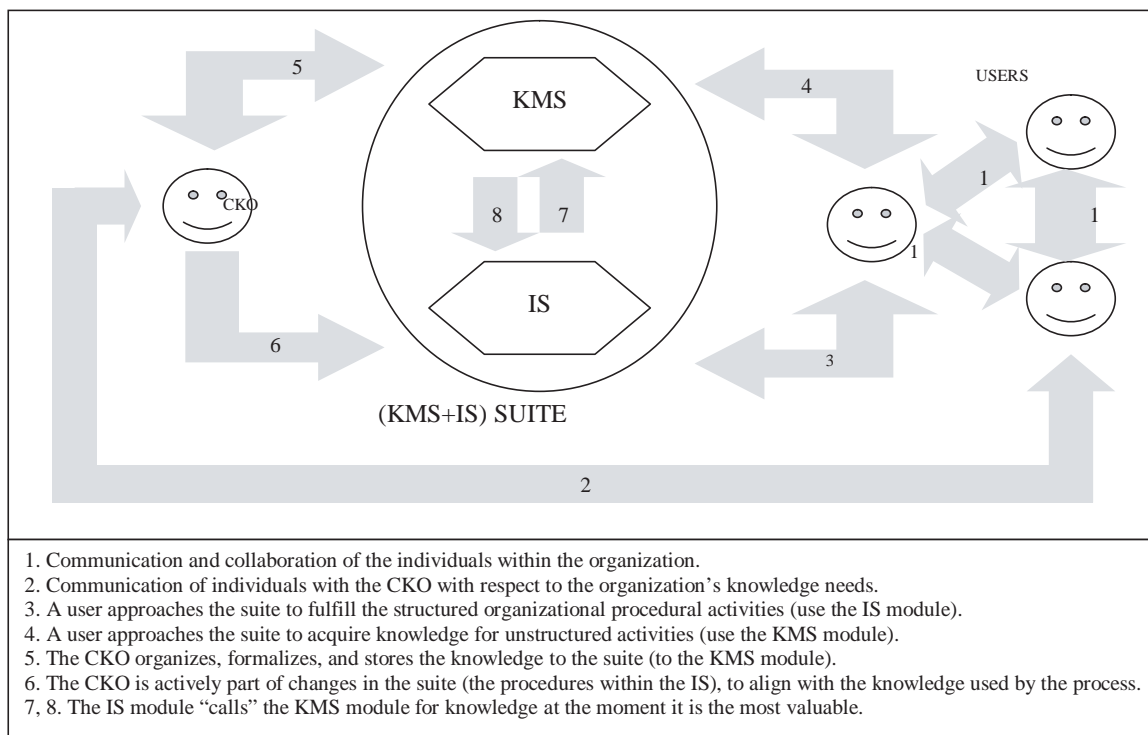 USERS
5
KMS
4
1
CKO
8
7
1
1
IS
6
3
(KMS+IS) SUITE
2
1. Communication and collaboration of the individuals within the organization.
2. Communication of individuals with the CKO with respect to the organization's knowledge needs.
3. A user approaches the suite to fulfill the structured organizational procedural activities (use the IS module).
4. A user approaches the suite to acquire knowledge for unstructured activities (use the KMS module).
5. The CKO organizes, formalizes, and stores the knowledge to the suite (to the KMS module).
6. The CKO is actively part of changes in the suite (the procedures within the IS), to align with the knowledge used by the process.
7, 8. The IS module “calls” the KMS module for knowledge at the moment it is the most valuable.